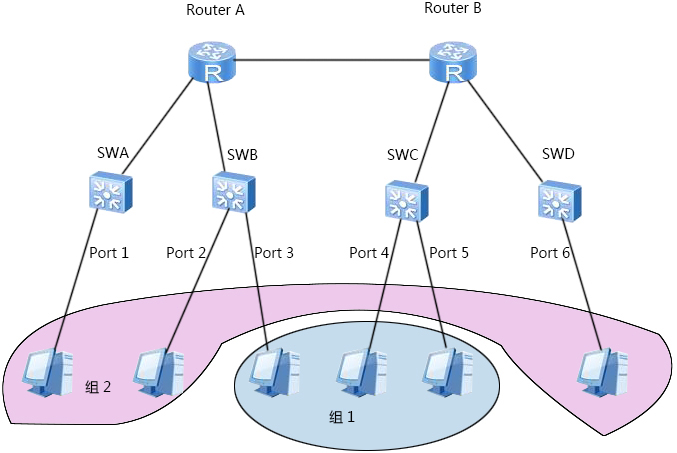 Router A
Router B
R
R
SWA
SWB
SWC
SWD
Port 1
Port 2
Port 3
Port 4
Port 5
Port 6
组 2
组 1